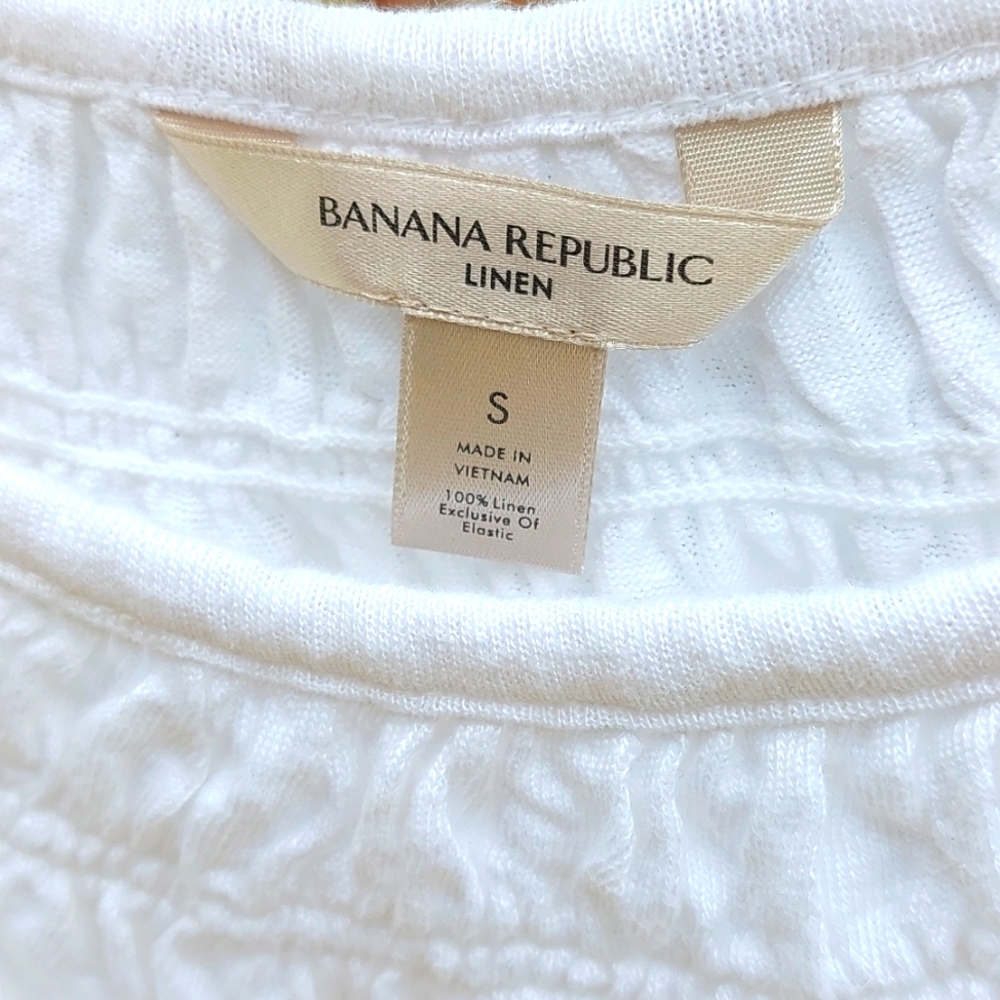 BANANA REPUBLIC
LINEN
S
MADE IN
VIETNAM
100% Linen
Exclusive Of
Elastic